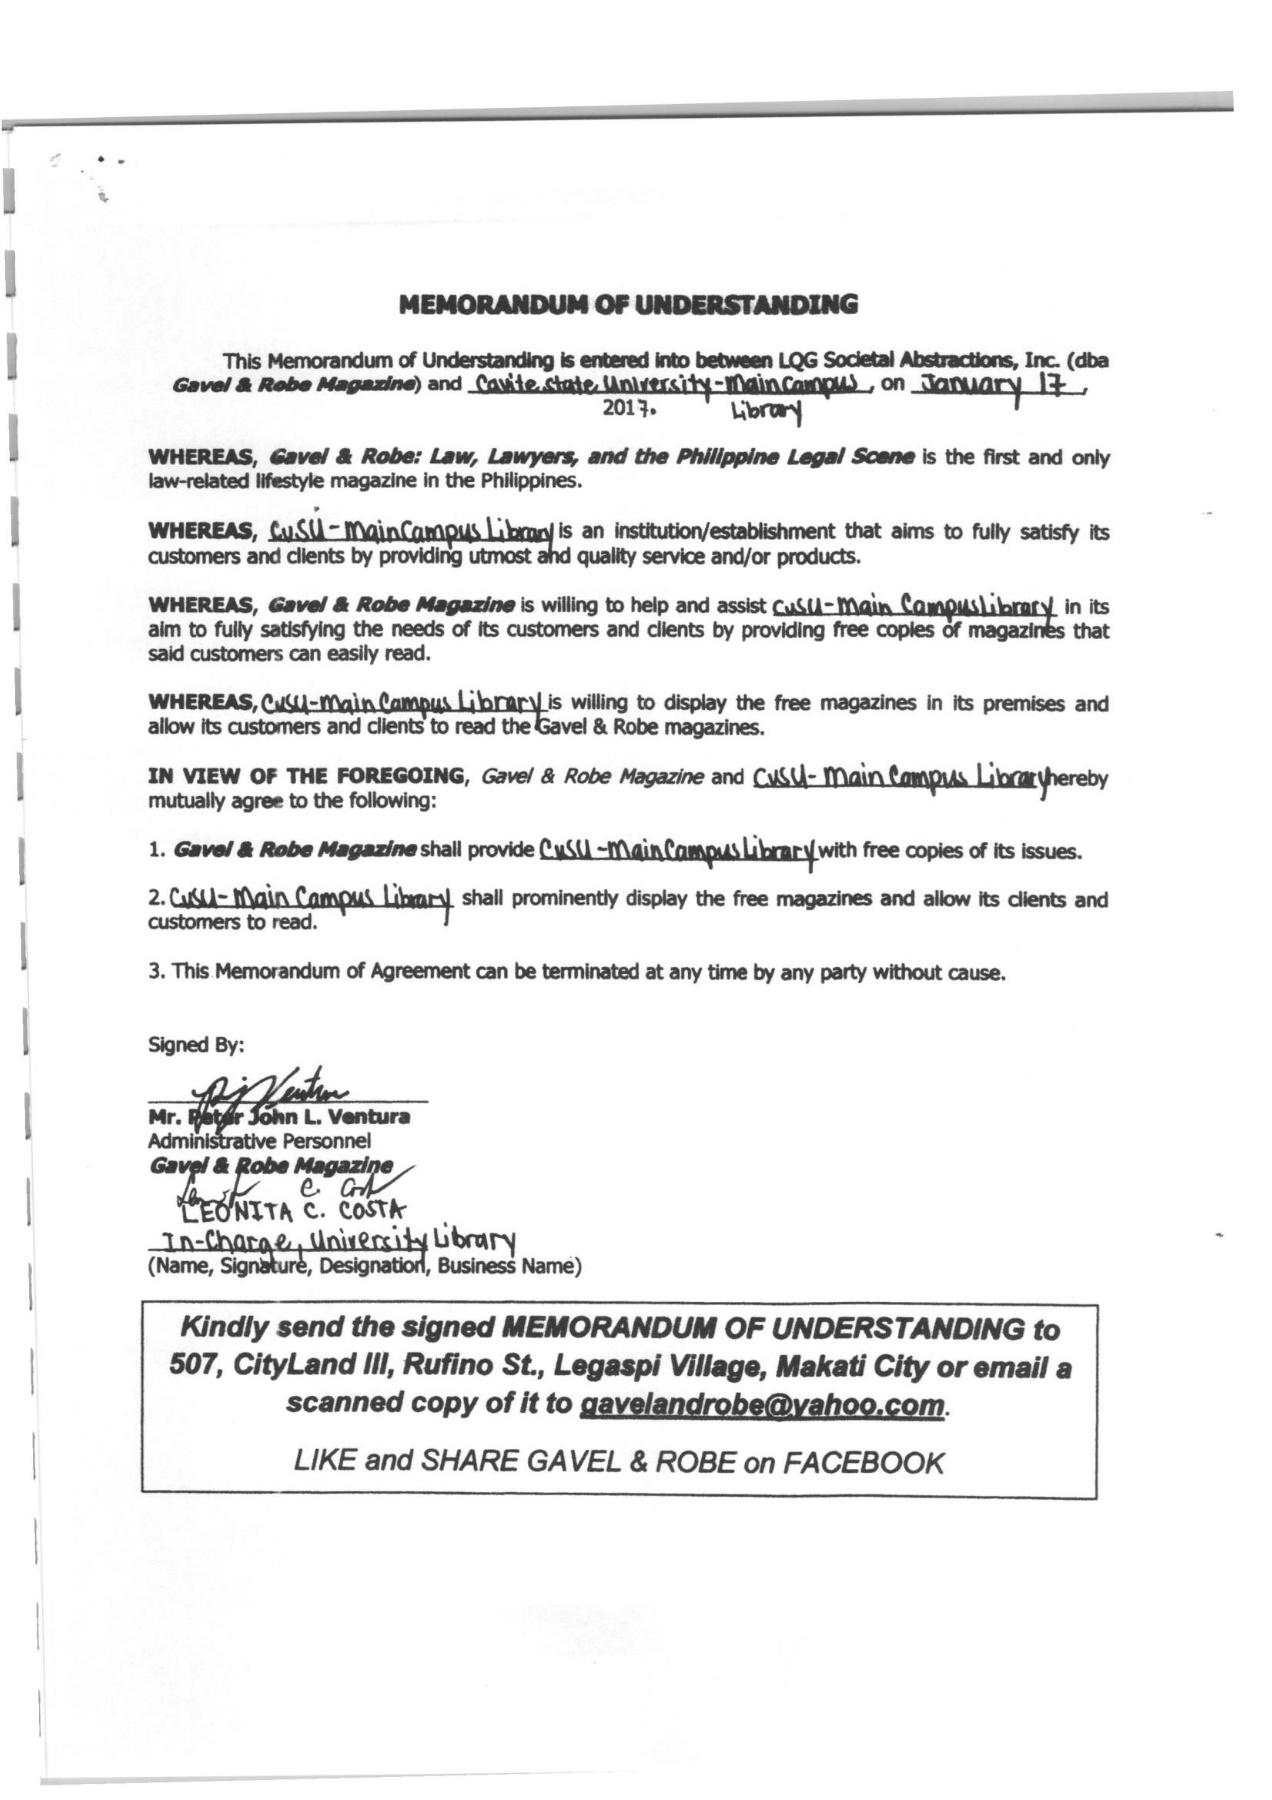 MEMORANDUM OF UNDERSTANDING
This Memorandum of Understanding is entered into between LQG Societal Abstractions, Inc. (dba
Gavel & Robe Magazine) and Cavite State University-Main Campus, on January 17,
2017. Library
WHEREAS, Gavel & Robe: Law, Lawyers, and the Philippine Legal Scene is the first and only
law-related lifestyle magazine in the Philippines.
WHEREAS, CvSU-Main Campus Library is an institution/establishment that aims to fully satisfy its
customers and clients by providing utmost and quality service and/or products.
WHEREAS, Gavel & Robe Magazine is willing to help and assist CvSU-Main Campus Library in its
aim to fully satisfying the needs of its customers and clients by providing free copies of magazines that
said customers can easily read.
WHEREAS, CvSU-Main Campus Library is willing to display the free magazines in its premises and
allow its customers and clients to read the Gavel & Robe magazines.
IN VIEW OF THE FOREGOING, Gavel & Robe Magazine and CvSU-Main Campus Library hereby
mutually agree to the following:
1. Gavel & Robe Magazine shall provide CvSU-Main Campus Library with free copies of its issues.
2. CvSU-Main Campus Library shall prominently display the free magazines and allow its clients and
customers to read.
3. This Memorandum of Agreement can be terminated at any time by any party without cause.
Signed By:
Mr. Peter John L. Ventura
Administrative Personnel
Gavel & Robe Magazine
LEONITA C. COSTA
In-Charge, University Library
(Name, Signature, Designation, Business Name)
Kindly send the signed MEMORANDUM OF UNDERSTANDING to
507, CityLand III, Rufino St., Legaspi Village, Makati City or email a
scanned copy of it to gavelandrobe@yahoo.com.
LIKE and SHARE GAVEL & ROBE on FACEBOOK